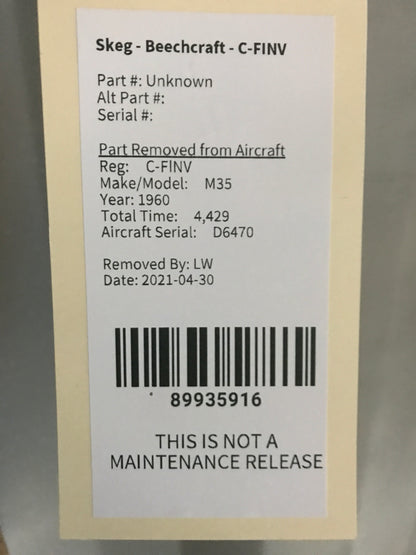 Skeg - Beechcraft - C-FINV
Part #: Unknown
Alt Part #:
Serial #:
Part Removed from Aircraft
Reg: C-FINV
Make/Model: M35
Year: 1960
Total Time: 4,429
Aircraft Serial: D6470
Removed By: LW
Date: 2021-04-30
89935916
THIS IS NOT A
MAINTENANCE RELEASE